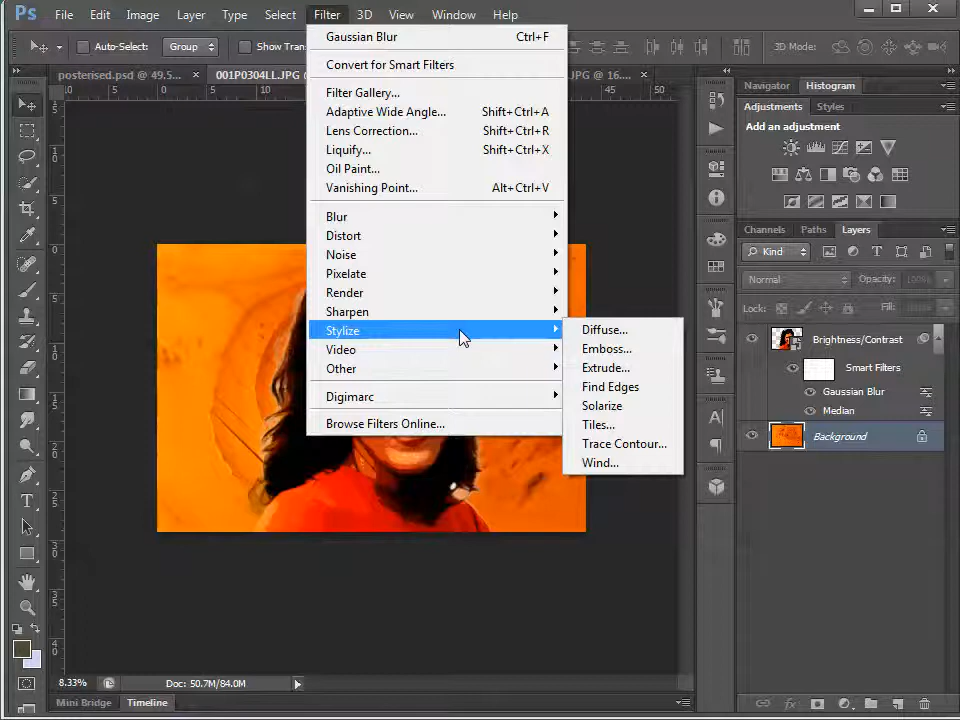 Ps File Edit Image Layer Type Select Filter 3D View Window Help
Auto-Select: Group Show Tran 3D Mode:
posterised.psd @ 49.5... × 001P0304LL.JPG JPG @ 16.... ×
Gaussian Blur Ctrl+F
Convert for Smart Filters
Filter Gallery...
Adaptive Wide Angle... Shift+Ctrl+A
Lens Correction... Shift+Ctrl+R
Liquify... Shift+Ctrl+X
Oil Paint...
Vanishing Point... Alt+Ctrl+V
Blur
Distort
Noise
Pixelate
Render
Sharpen
Stylize
Video
Other
Digimarc
Browse Filters Online...
Diffuse...
Emboss...
Extrude...
Find Edges
Solarize
Tiles...
Trace Contour...
Wind...
5 10 45 50
Navigator Histogram
Adjustments Styles
Add an adjustment
Channels Paths Layers
Kind
Normal Opacity:
Lock: Fill:
Brightness/Contrast
Smart Filters
Gaussian Blur
Median
Background
8.33% Doc: 50.7M/84.0M
Mini Bridge Timeline